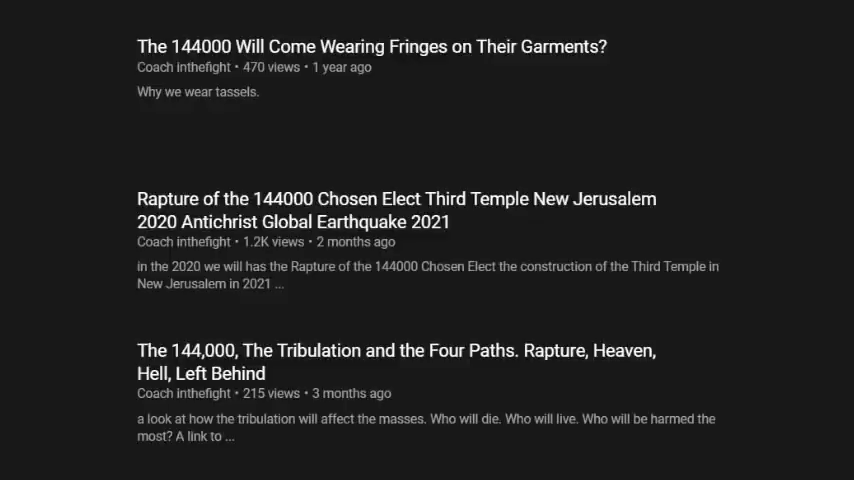 The 144000 Will Come Wearing Fringes on Their Garments?
Coach inthefight • 470 views • 1 year ago
Why we wear tassels.
Rapture of the 144000 Chosen Elect Third Temple New Jerusalem
2020 Antichrist Global Earthquake 2021
Coach inthefight • 1.2K views • 2 months ago
in the 2020 we will has the Rapture of the 144000 Chosen Elect the construction of the Third Temple in
New Jerusalem in 2021 ...
The 144,000, The Tribulation and the Four Paths. Rapture, Heaven,
Hell, Left Behind
Coach inthefight • 215 views • 3 months ago
a look at how the tribulation will affect the masses. Who will die. Who will live. Who will be harmed the
most? A link to ...